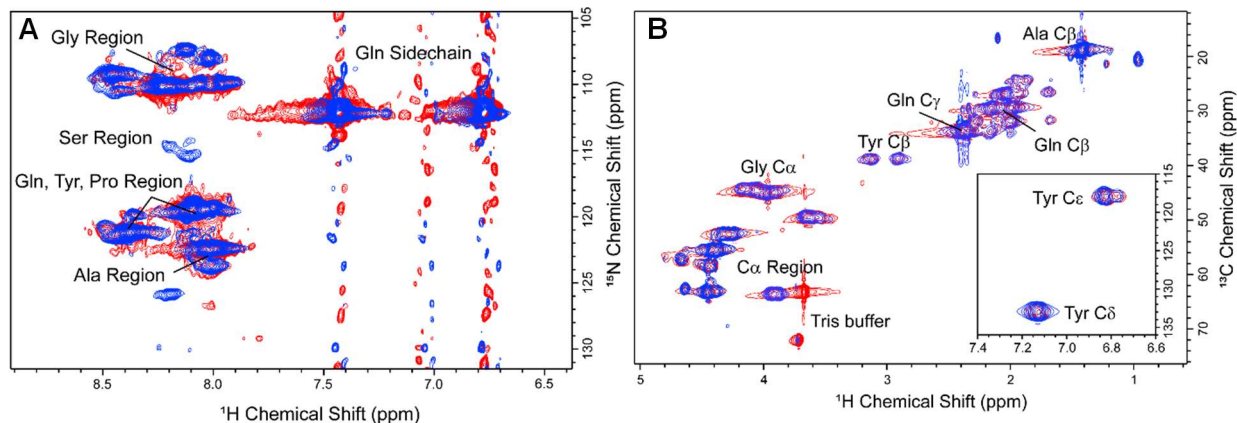 A
Gly Region
Gln Sidechain
Ser Region
Gln, Tyr, Pro Region
Ala Region
105
110
115
120
125
130
¹⁵N Chemical Shift (ppm)
8.5
8.0
7.5
7.0
6.5
¹H Chemical Shift (ppm)
B
Ala Cβ
Gln Cγ
Gln Cβ
Tyr Cβ
Gly Cα
Cα Region
Tris buffer
20
30
40
50
60
70
¹³C Chemical Shift (ppm)
5
4
3
2
1
¹H Chemical Shift (ppm)
Tyr Cε
Tyr Cδ
115
120
125
130
135
7.4
7.2
7.0
6.8
6.6